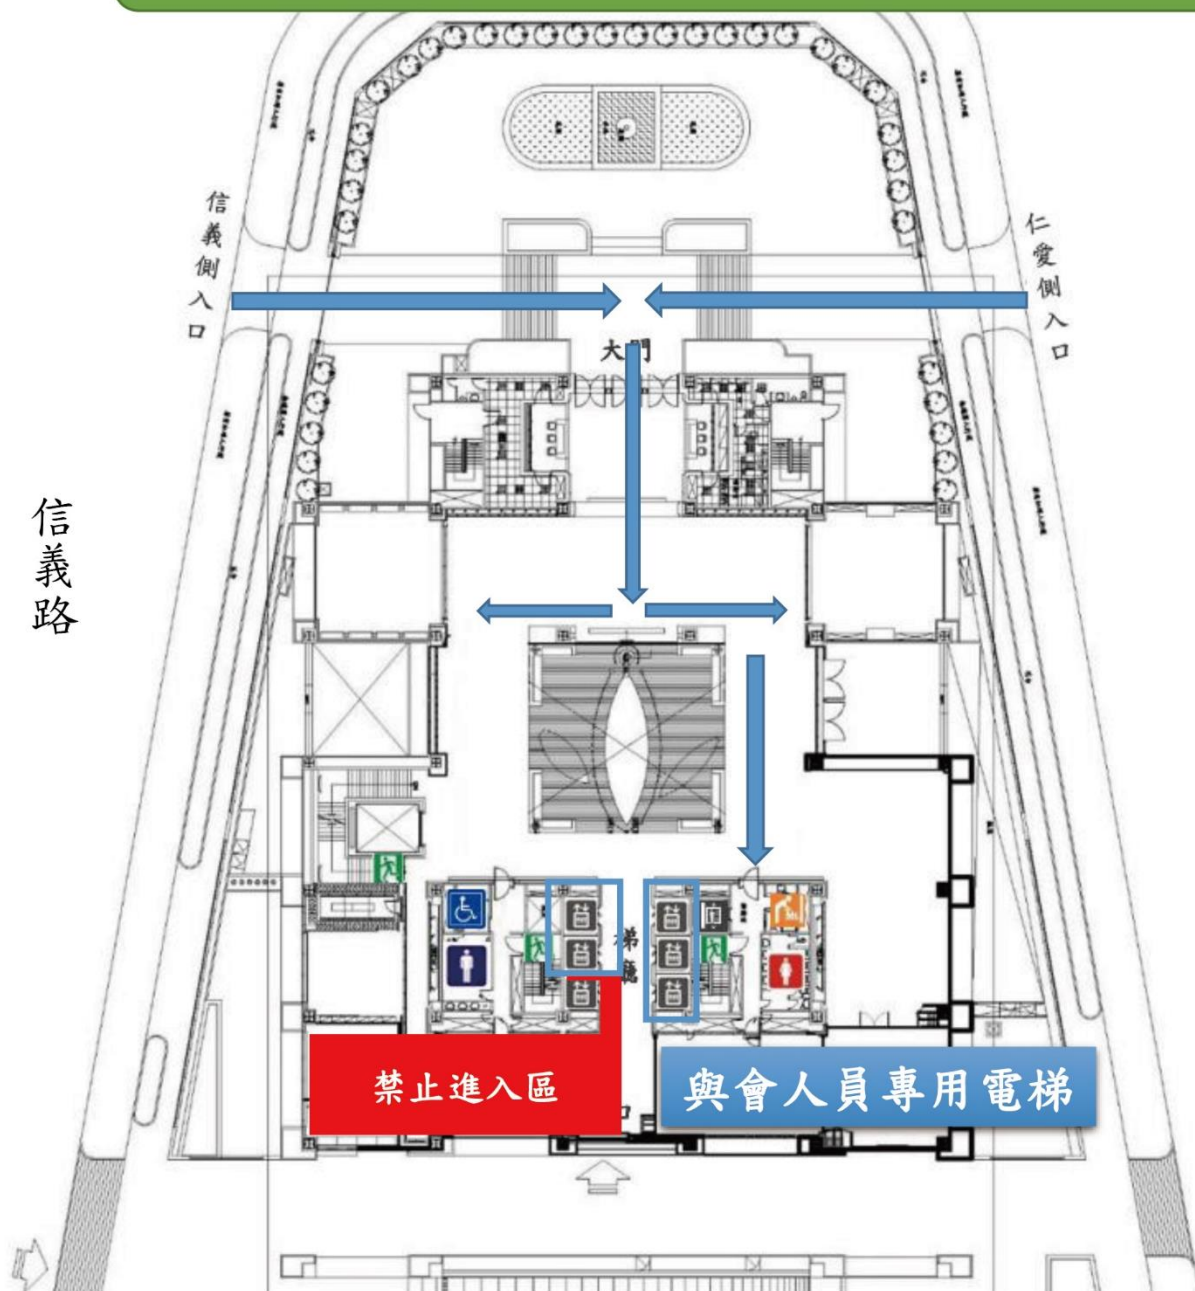 信義側入口
仁愛側入口
大門
信義路
梯廳
禁止進入區
與會人員專用電梯